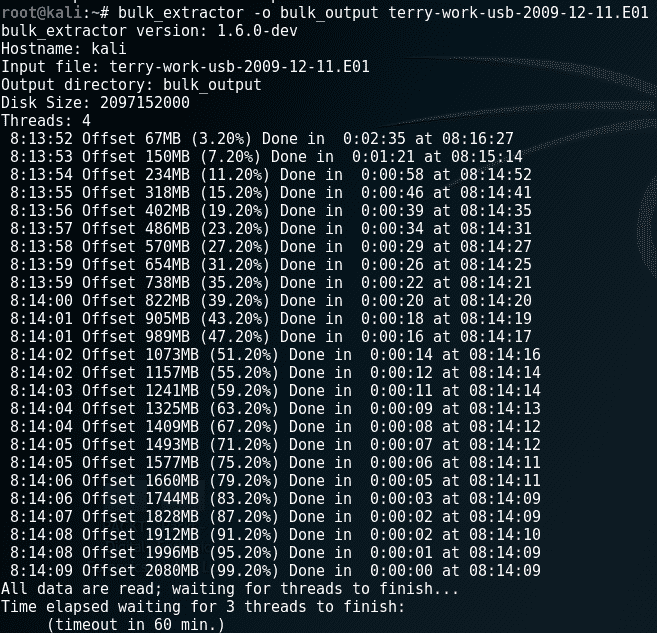 root@kali:~# bulk_extractor -o bulk_output terry-work-usb-2009-12-11.E01
bulk_extractor version: 1.6.0-dev
Hostname: kali
Input file: terry-work-usb-2009-12-11.E01
Output directory: bulk_output
Disk Size: 2097152000
Threads: 4
 8:13:52 Offset 67MB (3.20%) Done in  0:02:35 at 08:16:27
 8:13:53 Offset 150MB (7.20%) Done in  0:01:21 at 08:15:14
 8:13:54 Offset 234MB (11.20%) Done in  0:00:58 at 08:14:52
 8:13:55 Offset 318MB (15.20%) Done in  0:00:46 at 08:14:41
 8:13:56 Offset 402MB (19.20%) Done in  0:00:39 at 08:14:35
 8:13:57 Offset 486MB (23.20%) Done in  0:00:34 at 08:14:31
 8:13:58 Offset 570MB (27.20%) Done in  0:00:29 at 08:14:27
 8:13:59 Offset 654MB (31.20%) Done in  0:00:26 at 08:14:25
 8:13:59 Offset 738MB (35.20%) Done in  0:00:22 at 08:14:21
 8:14:00 Offset 822MB (39.20%) Done in  0:00:20 at 08:14:20
 8:14:01 Offset 905MB (43.20%) Done in  0:00:18 at 08:14:19
 8:14:01 Offset 989MB (47.20%) Done in  0:00:16 at 08:14:17
 8:14:02 Offset 1073MB (51.20%) Done in  0:00:14 at 08:14:16
 8:14:02 Offset 1157MB (55.20%) Done in  0:00:12 at 08:14:14
 8:14:03 Offset 1241MB (59.20%) Done in  0:00:11 at 08:14:14
 8:14:04 Offset 1325MB (63.20%) Done in  0:00:09 at 08:14:13
 8:14:04 Offset 1409MB (67.20%) Done in  0:00:08 at 08:14:12
 8:14:05 Offset 1493MB (71.20%) Done in  0:00:07 at 08:14:12
 8:14:05 Offset 1577MB (75.20%) Done in  0:00:06 at 08:14:11
 8:14:06 Offset 1660MB (79.20%) Done in  0:00:05 at 08:14:11
 8:14:06 Offset 1744MB (83.20%) Done in  0:00:03 at 08:14:09
 8:14:07 Offset 1828MB (87.20%) Done in  0:00:02 at 08:14:09
 8:14:08 Offset 1912MB (91.20%) Done in  0:00:02 at 08:14:10
 8:14:08 Offset 1996MB (95.20%) Done in  0:00:01 at 08:14:09
 8:14:09 Offset 2080MB (99.20%) Done in  0:00:00 at 08:14:09
All data are read; waiting for threads to finish...
Time elapsed waiting for 3 threads to finish:
     (timeout in 60 min.)